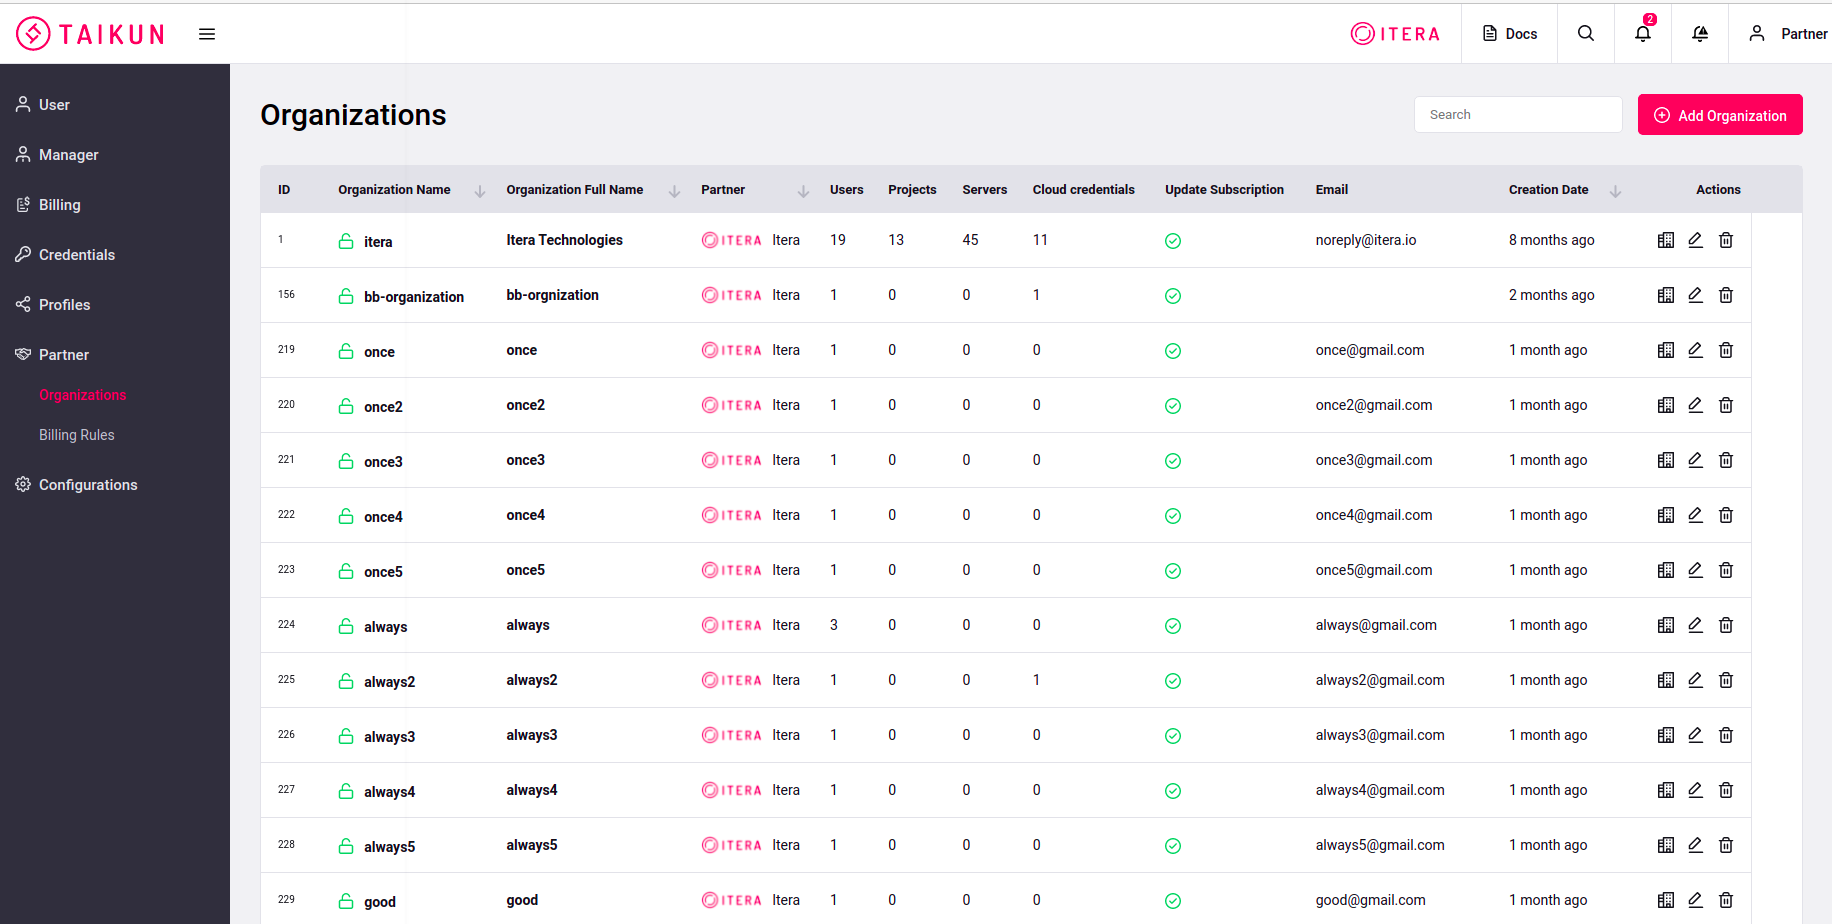 TAIKUN
ITERA
Docs
2
Partner
User
Manager
Billing
Credentials
Profiles
Partner
Organizations
Billing Rules
Configurations
Organizations
Search
Add Organization
ID Organization Name Organization Full Name Partner Users Projects Servers Cloud credentials Update Subscription Email Creation Date Actions
1 itera Itera Technologies ITERA Itera 19 13 45 11 noreply@itera.io 8 months ago
156 bb-organization bb-orgnization ITERA Itera 1 0 0 1 2 months ago
219 once once ITERA Itera 1 0 0 0 once@gmail.com 1 month ago
220 once2 once2 ITERA Itera 1 0 0 0 once2@gmail.com 1 month ago
221 once3 once3 ITERA Itera 1 0 0 0 once3@gmail.com 1 month ago
222 once4 once4 ITERA Itera 1 0 0 0 once4@gmail.com 1 month ago
223 once5 once5 ITERA Itera 1 0 0 0 once5@gmail.com 1 month ago
224 always always ITERA Itera 3 0 0 0 always@gmail.com 1 month ago
225 always2 always2 ITERA Itera 1 0 0 1 always2@gmail.com 1 month ago
226 always3 always3 ITERA Itera 1 0 0 0 always3@gmail.com 1 month ago
227 always4 always4 ITERA Itera 1 0 0 0 always4@gmail.com 1 month ago
228 always5 always5 ITERA Itera 1 0 0 0 always5@gmail.com 1 month ago
229 good good ITERA Itera 1 0 0 0 good@gmail.com 1 month ago